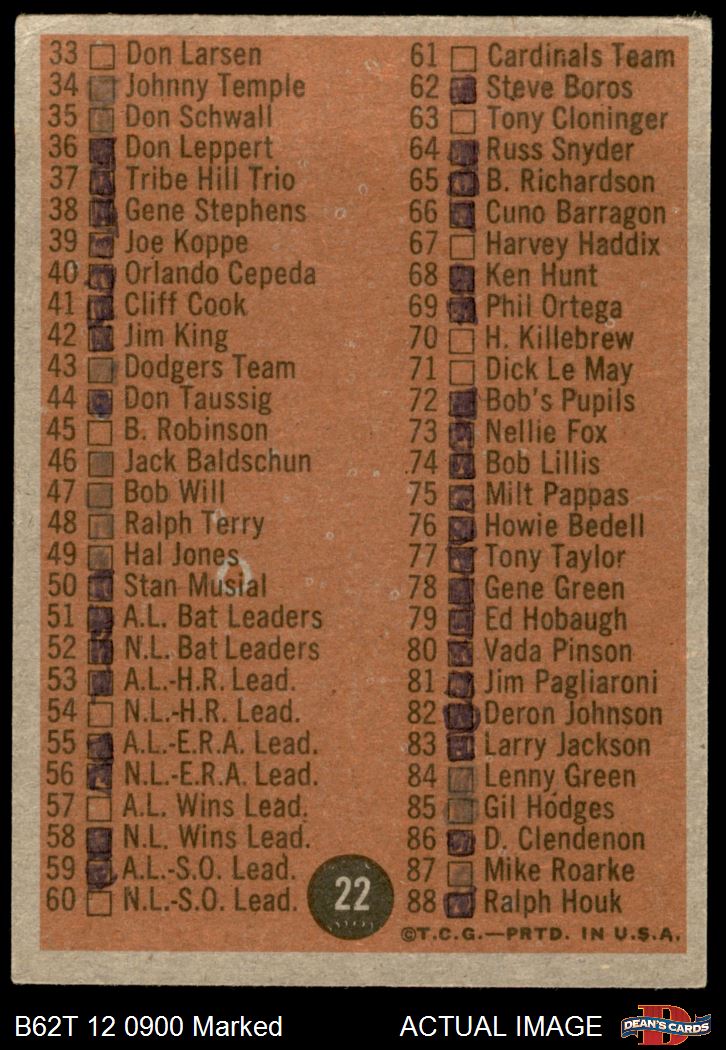 33 Don Larsen
34 Johnny Temple
35 Don Schwall
36 Don Leppert
37 Tribe Hill Trio
38 Gene Stephens
39 Joe Koppe
40 Orlando Cepeda
41 Cliff Cook
42 Jim King
43 Dodgers Team
44 Don Taussig
45 B. Robinson
46 Jack Baldschun
47 Bob Will
48 Ralph Terry
49 Hal Jones
50 Stan Musial
51 A.L. Bat Leaders
52 N.L. Bat Leaders
53 A.L.-H.R. Lead.
54 N.L.-H.R. Lead.
55 A.L.-E.R.A. Lead.
56 N.L.-E.R.A. Lead.
57 A.L. Wins Lead.
58 N.L. Wins Lead.
59 A.L.-S.O. Lead.
60 N.L.-S.O. Lead.
61 Cardinals Team
62 Steve Boros
63 Tony Cloninger
64 Russ Snyder
65 B. Richardson
66 Cuno Barragon
67 Harvey Haddix
68 Ken Hunt
69 Phil Ortega
70 H. Killebrew
71 Dick Le May
72 Bob's Pupils
73 Nellie Fox
74 Bob Lillis
75 Milt Pappas
76 Howie Bedell
77 Tony Taylor
78 Gene Green
79 Ed Hobaugh
80 Vada Pinson
81 Jim Pagliaroni
82 Deron Johnson
83 Larry Jackson
84 Lenny Green
85 Gil Hodges
86 D. Clendenon
87 Mike Roarke
88 Ralph Houk
22
©T.C.G.—PRTD. IN U.S.A.
B62T 12 0900 Marked
ACTUAL IMAGE
D
DEAN'S CARDS